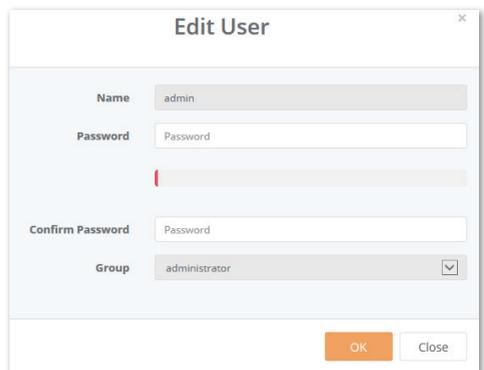 Edit User
×
Name admin
Password Password
Confirm Password Password
Group administrator
OK Close